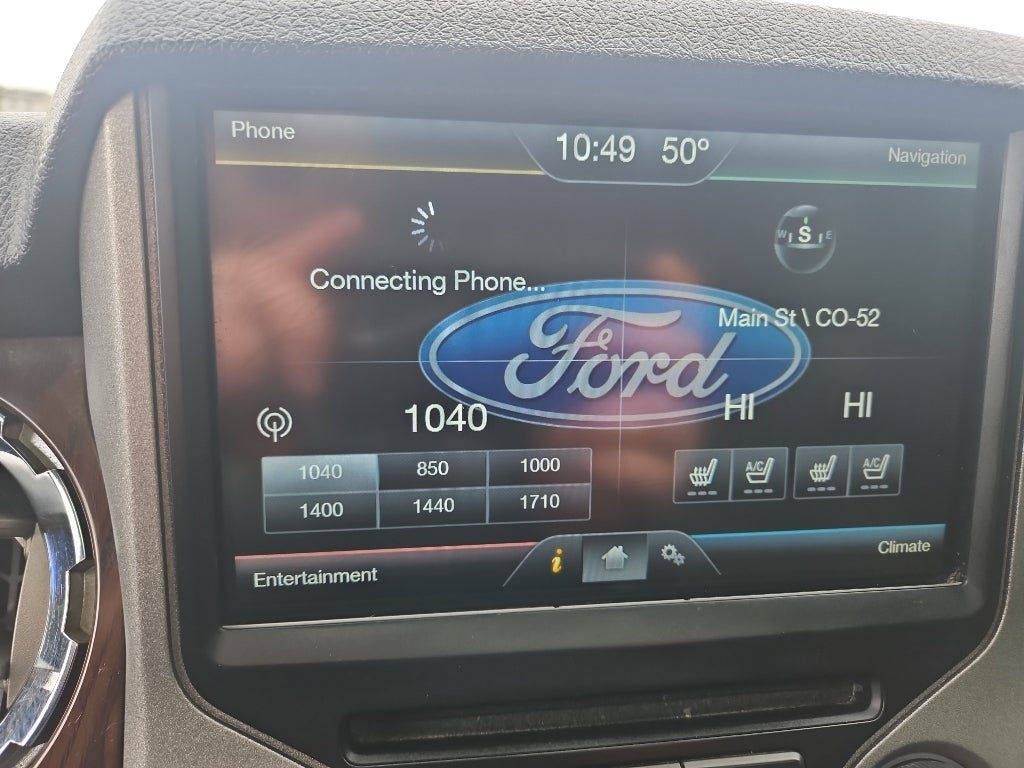 Phone
10:49 50°
Navigation
W S E
Connecting Phone...
Main St \ CO-52
Ford
1040
HI HI
1040 850 1000
1400 1440 1710
A/C A/C
i
Entertainment
Climate